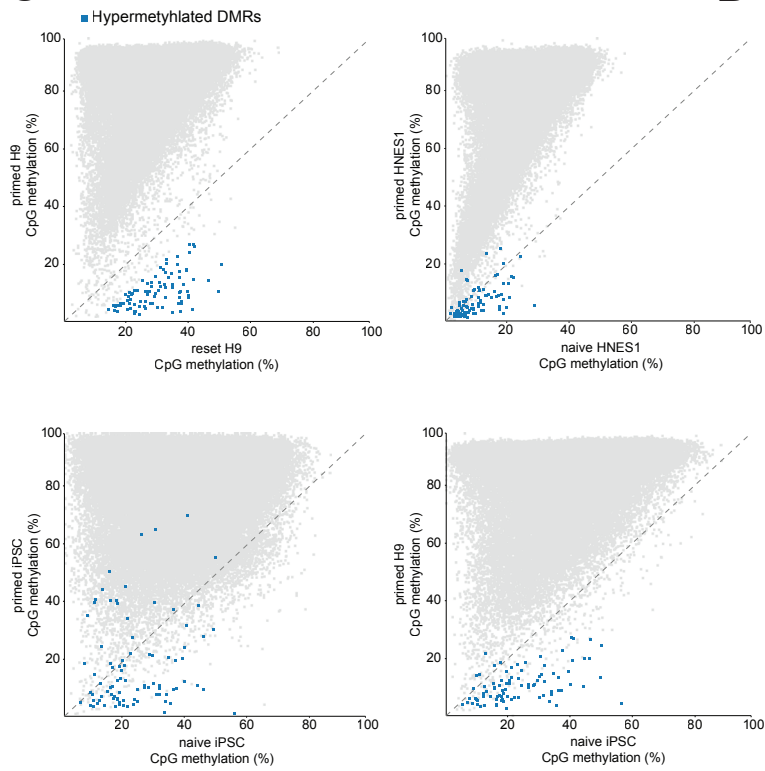 Hypermetyhlated DMRs
100
80
60
40
20
primed H9
CpG methylation (%)
20 40 60 80 100
reset H9
CpG methylation (%)
100
80
60
40
20
primed HNES1
CpG methylation (%)
20 40 60 80 100
naive HNES1
CpG methylation (%)
100
80
60
40
20
primed iPSC
CpG methylation (%)
20 40 60 80 100
naive iPSC
CpG methylation (%)
100
80
60
40
20
primed H9
CpG methylation (%)
20 40 60 80 100
naive iPSC
CpG methylation (%)